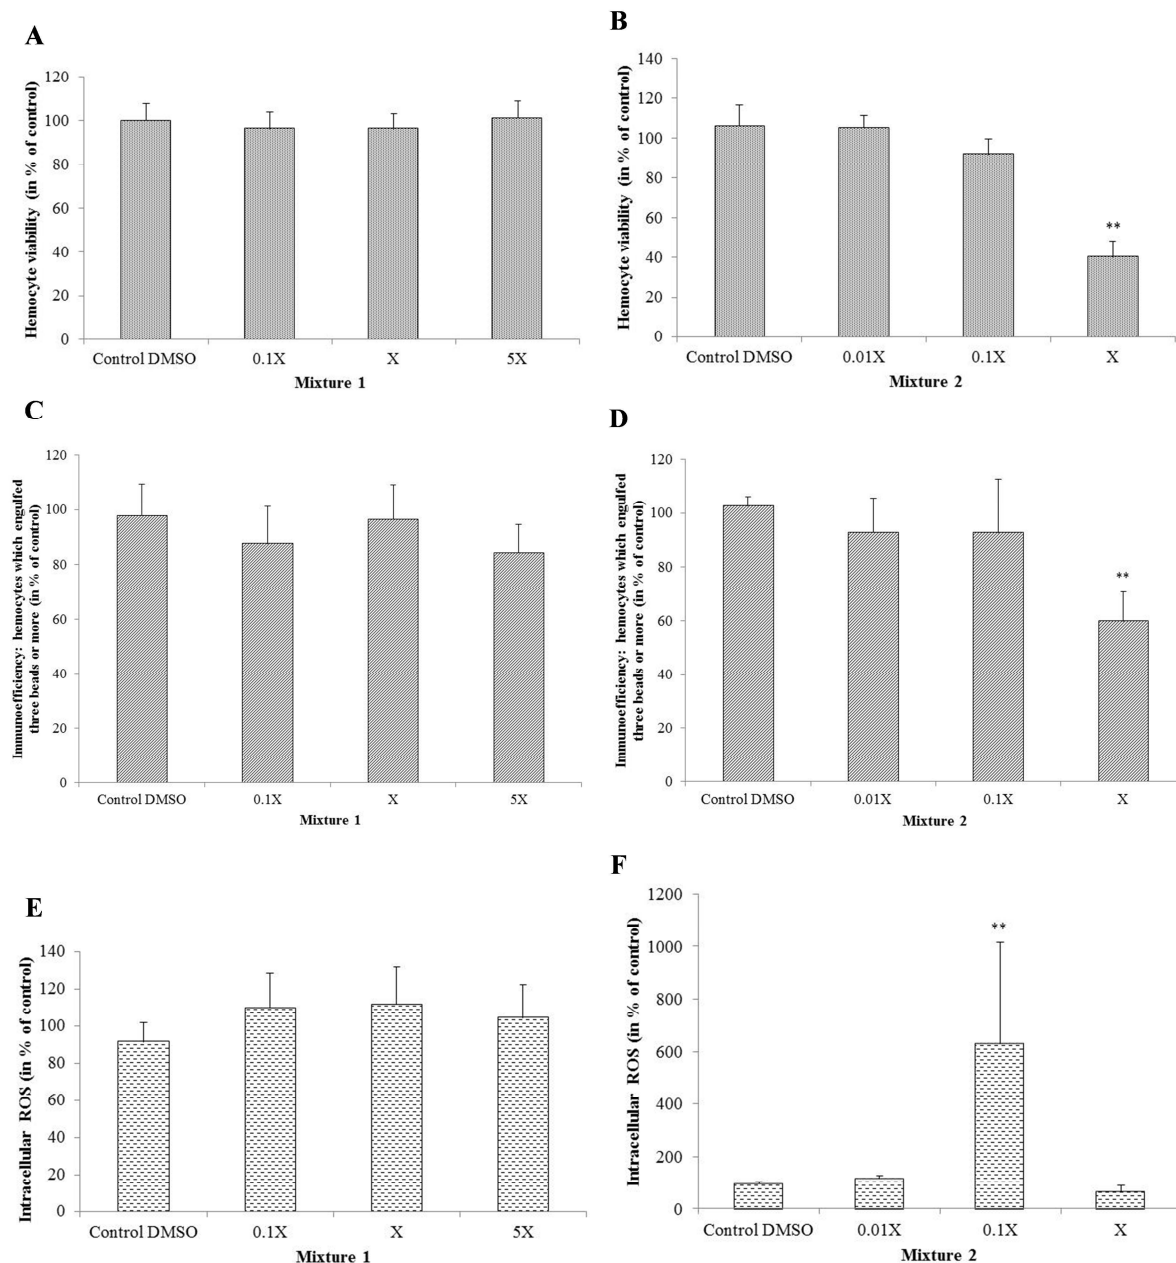 A
Hemocyte viability (in % of control)
120
100
80
60
40
20
0
Control DMSO 0.1X X 5X
Mixture 1
B
Hemocyte viability (in % of control)
140
120
100
80
60
40
20
0
**
Control DMSO 0.01X 0.1X X
Mixture 2
C
Immunoefficiency: hemocytes which engulfed
three beads or more (in % of control)
120
100
80
60
40
20
0
Control DMSO 0.1X X 5X
Mixture 1
D
Immunoefficiency: hemocytes which engulfed
three beads or more (in % of control)
120
100
80
60
40
20
0
**
Control DMSO 0.01X 0.1X X
Mixture 2
E
Intracellular ROS (in % of control)
140
120
100
80
60
40
20
0
Control DMSO 0.1X X 5X
Mixture 1
F
Intracellular ROS (in % of control)
1200
1000
800
600
400
200
0
**
Control DMSO 0.01X 0.1X X
Mixture 2